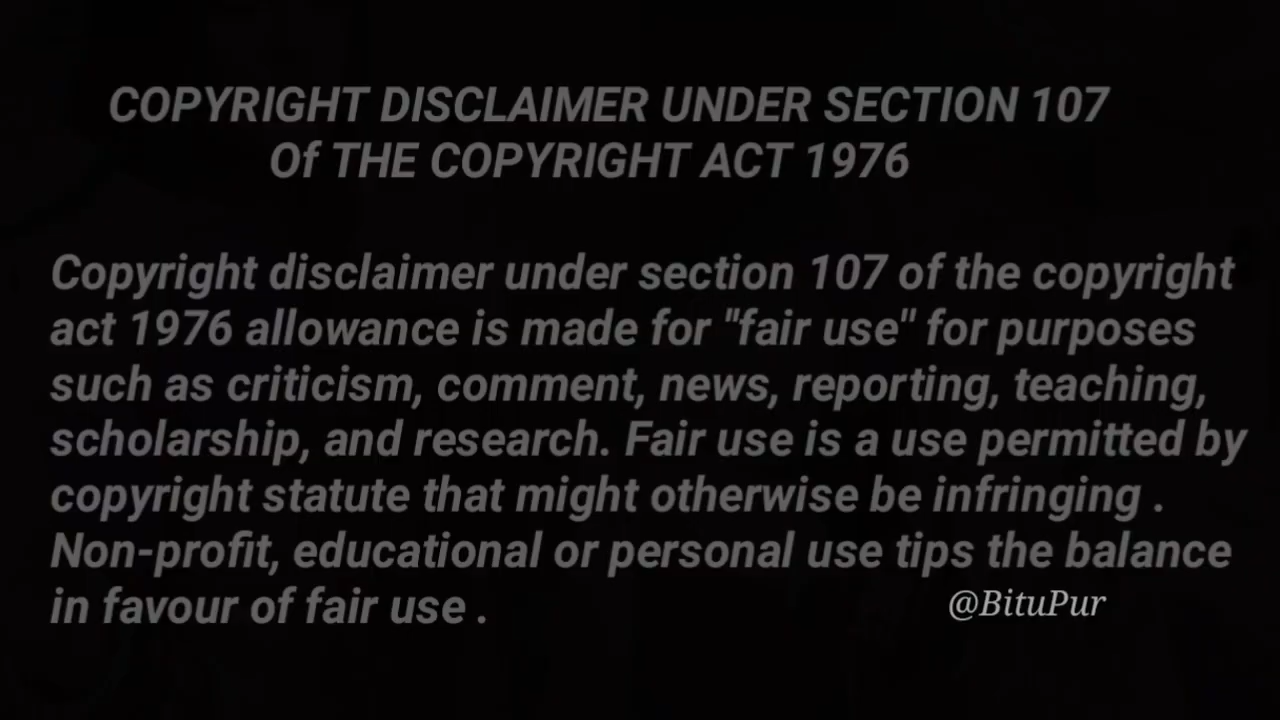 COPYRIGHT DISCLAIMER UNDER SECTION 107
Of THE COPYRIGHT ACT 1976
Copyright disclaimer under section 107 of the copyright
act 1976 allowance is made for "fair use" for purposes
such as criticism, comment, news, reporting, teaching,
scholarship, and research. Fair use is a use permitted by
copyright statute that might otherwise be infringing .
Non-profit, educational or personal use tips the balance
in favour of fair use .
@BituPur